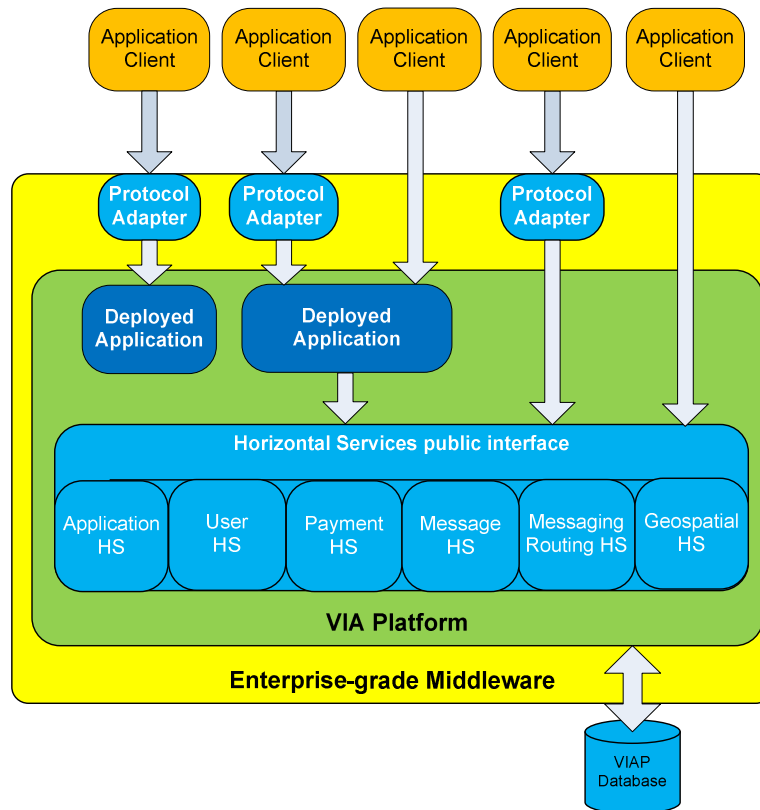 Application
Client
Application
Client
Application
Client
Application
Client
Application
Client
Protocol
Adapter
Protocol
Adapter
Protocol
Adapter
Deployed
Application
Deployed
Application
Horizontal Services public interface
Application
HS
User
HS
Payment
HS
Message
HS
Messaging
Routing HS
Geospatial
HS
VIA Platform
Enterprise-grade Middleware
VIAP
Database